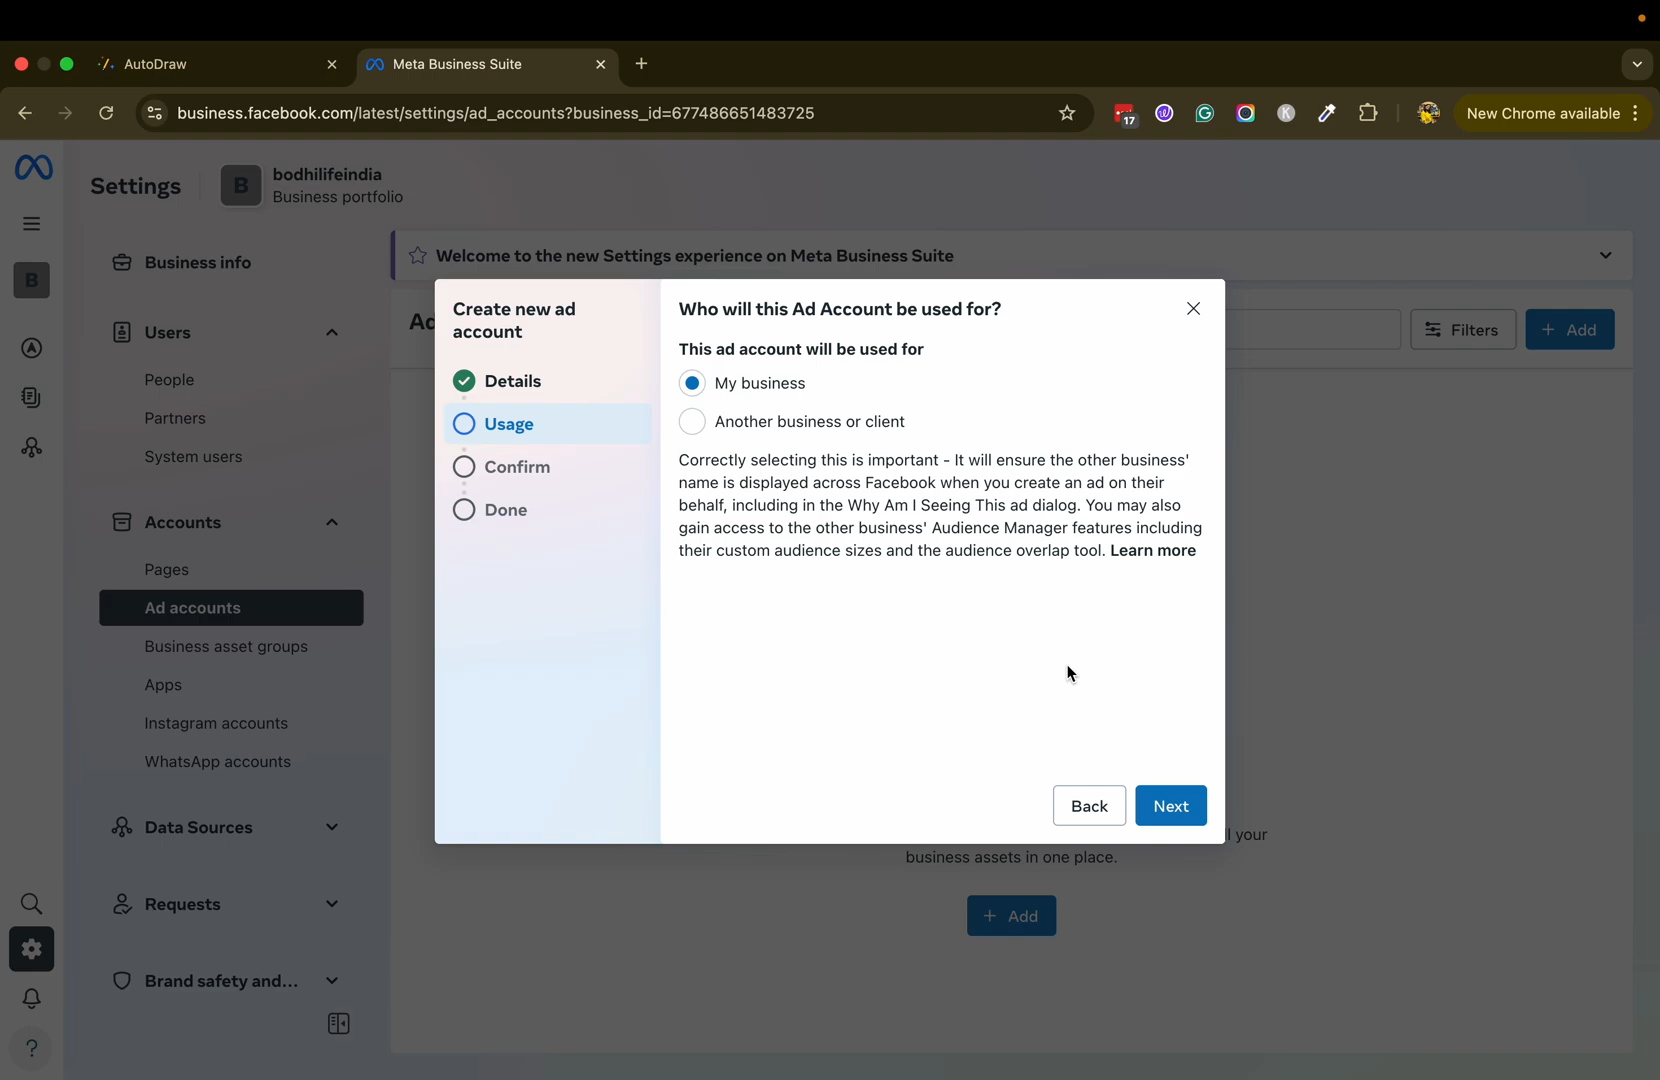 AutoDraw
Meta Business Suite
business.facebook.com/latest/settings/ad_accounts?business_id=677486651483725
17
K
New Chrome available
Settings
B
bodhilifeindia
Business portfolio
B
Business info
Users
People
Partners
System users
Accounts
Pages
Ad accounts
Business asset groups
Apps
Instagram accounts
WhatsApp accounts
Data Sources
Requests
Brand safety and...
?
Welcome to the new Settings experience on Meta Business Suite
Ad
Filters
+ Add
Create new ad
account
Details
Usage
Confirm
Done
Who will this Ad Account be used for?
This ad account will be used for
My business
Another business or client
Correctly selecting this is important - It will ensure the other business'
name is displayed across Facebook when you create an ad on their
behalf, including in the Why Am I Seeing This ad dialog. You may also
gain access to the other business' Audience Manager features including
their custom audience sizes and the audience overlap tool. Learn more
Back
Next
your
business assets in one place.
+ Add